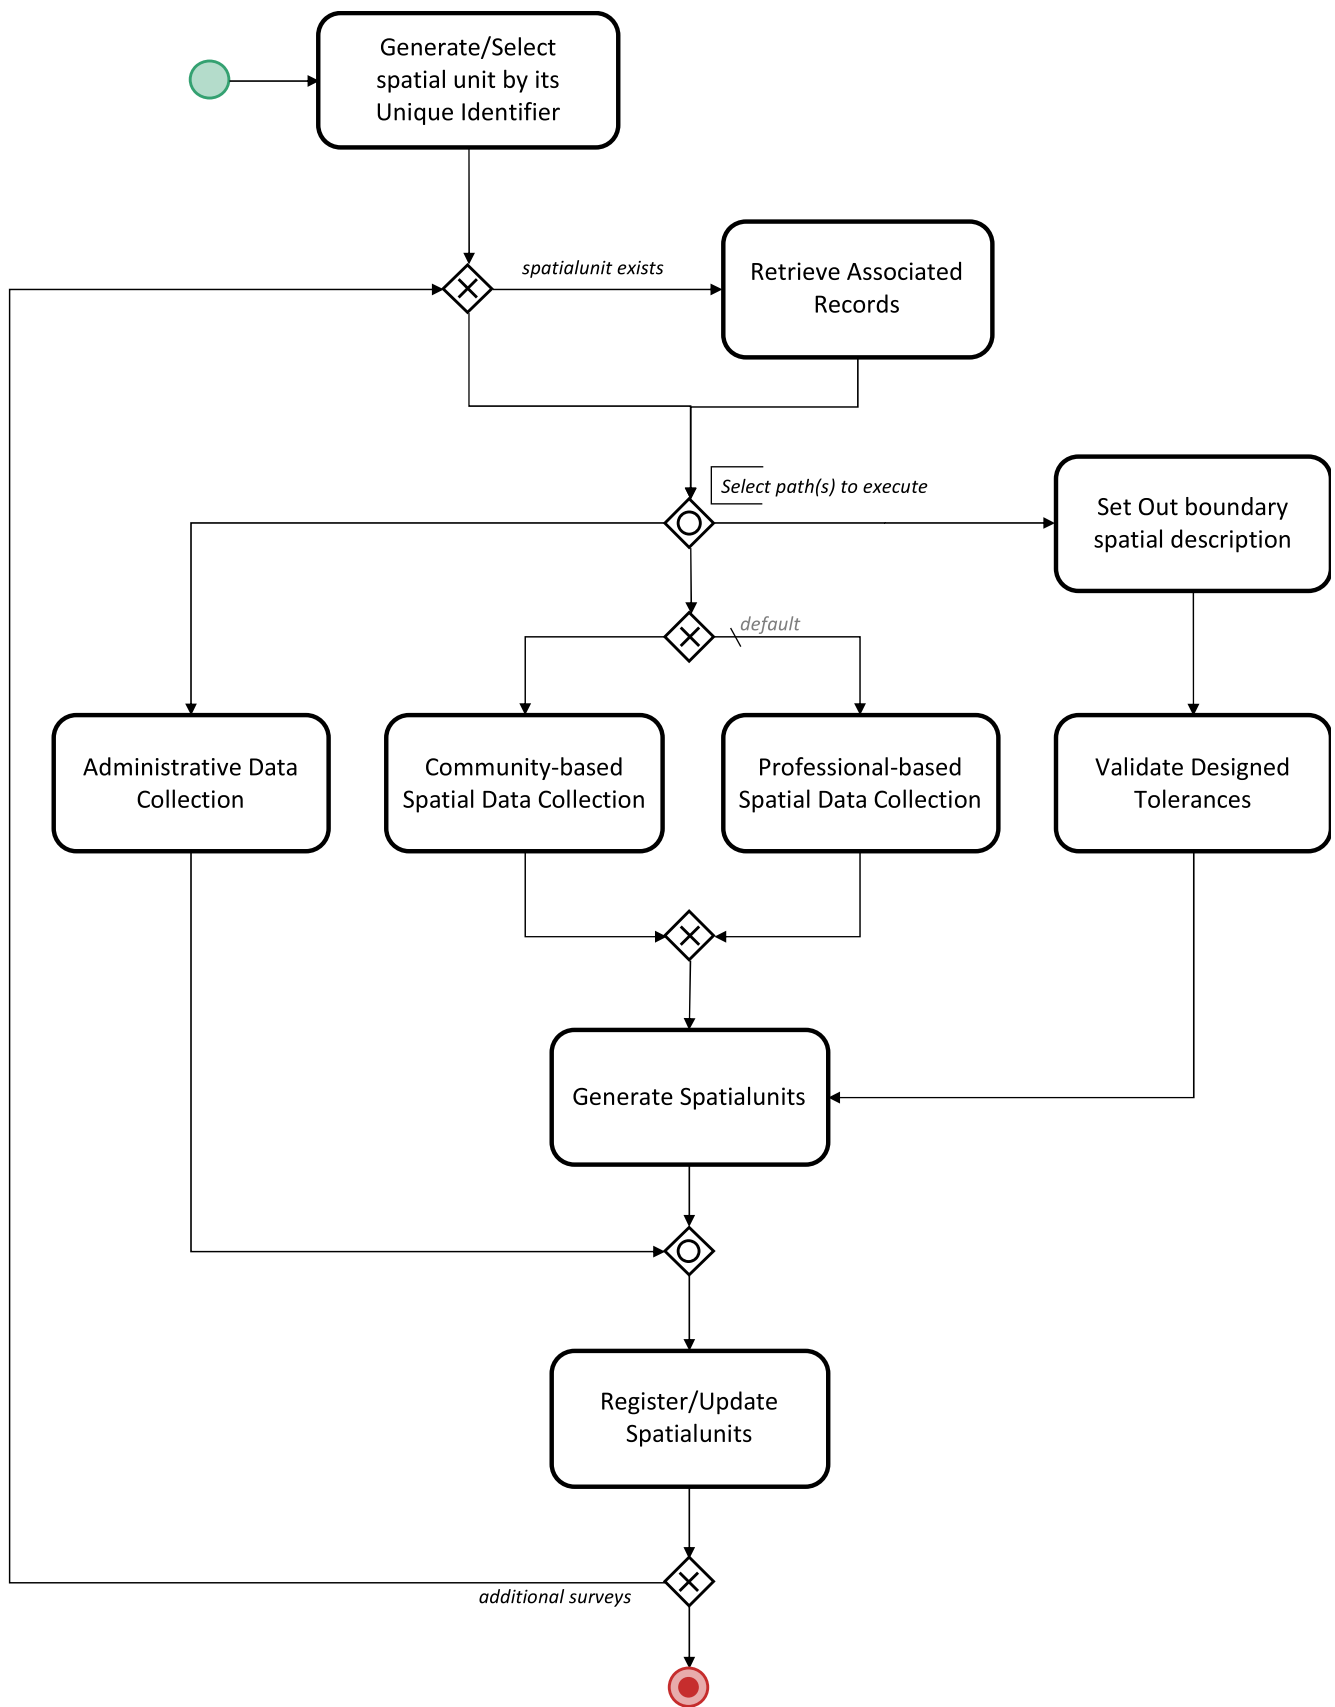 Generate/Select
spatial unit by its
Unique Identifier
spatialunit exists
Retrieve Associated
Records
Select path(s) to execute
Set Out boundary
spatial description
default
Administrative Data
Collection
Community-based
Spatial Data Collection
Professional-based
Spatial Data Collection
Validate Designed
Tolerances
Generate Spatialunits
Register/Update
Spatialunits
additional surveys